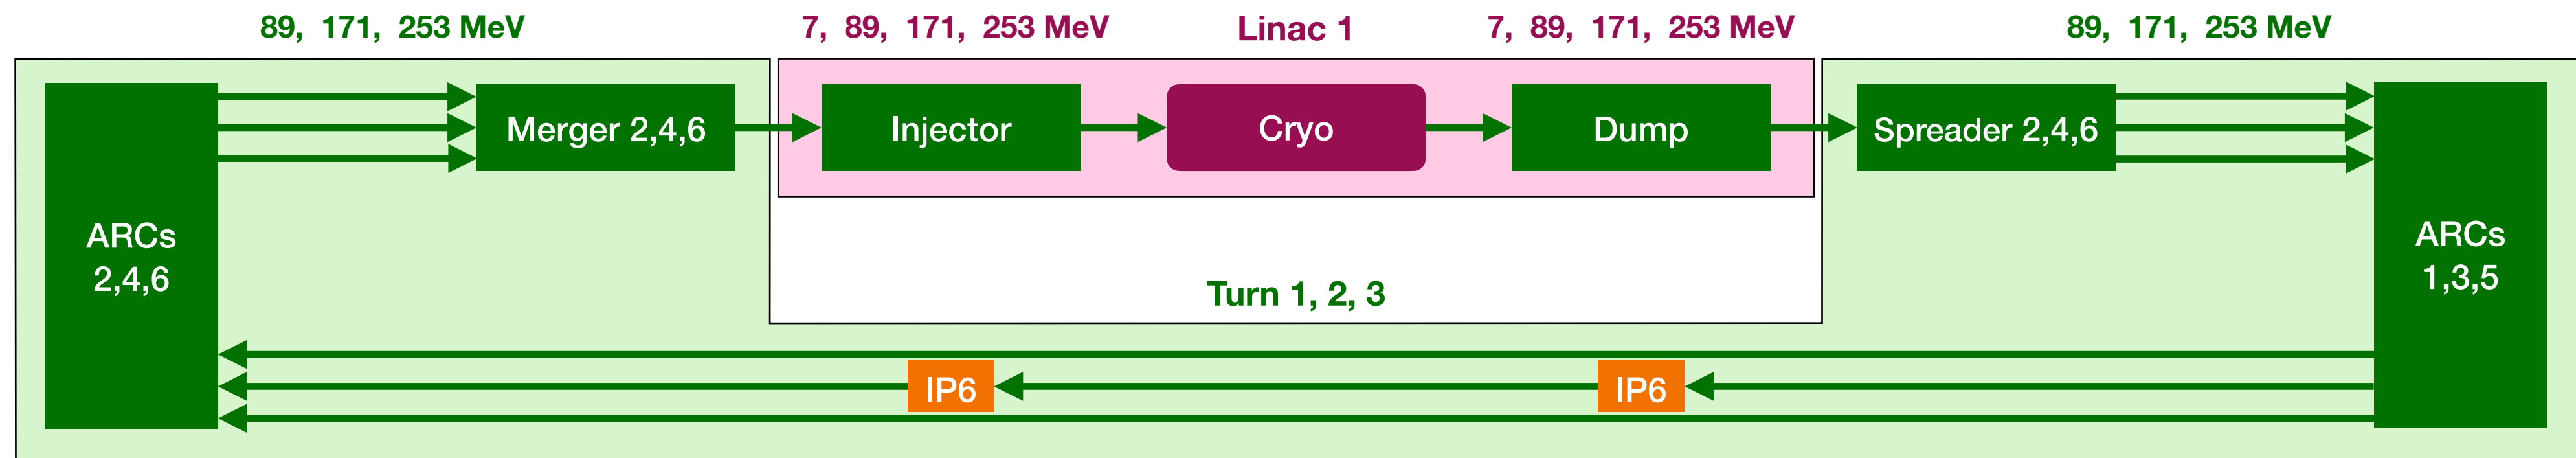 89, 171, 253 MeV
7, 89, 171, 253 MeV
Linac 1
7, 89, 171, 253 MeV
89, 171, 253 MeV
Merger 2,4,6
Injector
Cryo
Dump
Spreader 2,4,6
ARCs
2,4,6
ARCs
1,3,5
Turn 1, 2, 3
IP6
IP6